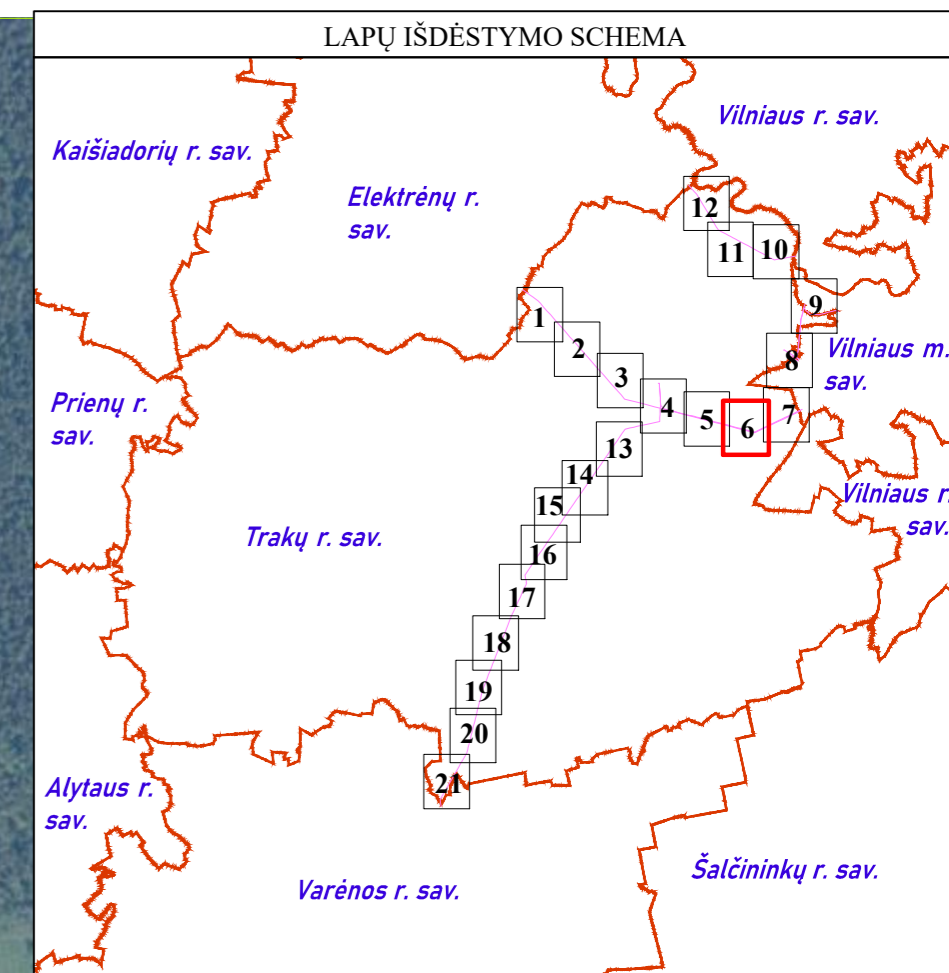 LAPŲ IŠDĖSTYMO SCHEMA
Vilniaus r. sav.
Kaišiadorių r. sav.
Elektrėnų r.
sav.
12
11
10
9
1
2
8
Vilniaus m.
sav.
3
Prienų r.
sav.
4
5
6
7
13
14
Vilniaus r.
sav.
15
Trakų r. sav.
16
17
18
19
20
21
Alytaus r.
sav.
Varėnos r. sav.
Šalčininkų r. sav.